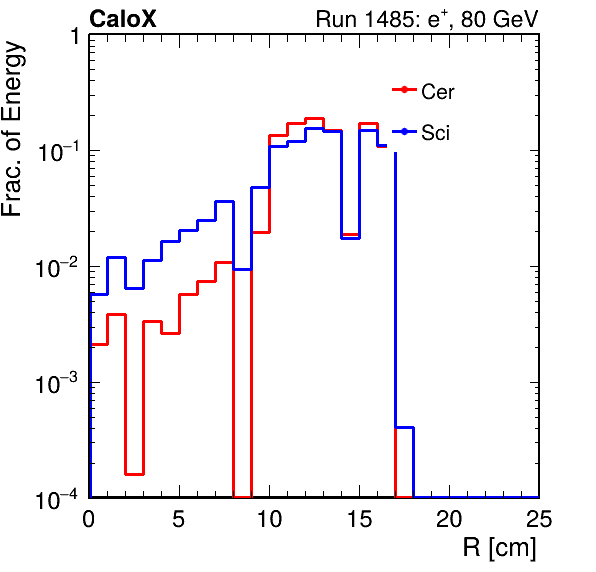 CaloX Run 1485: e⁺, 80 GeV
Frac. of Energy
1
10⁻¹
10⁻²
10⁻³
10⁻⁴
Cer
Sci
0 5 10 15 20 25
R [cm]